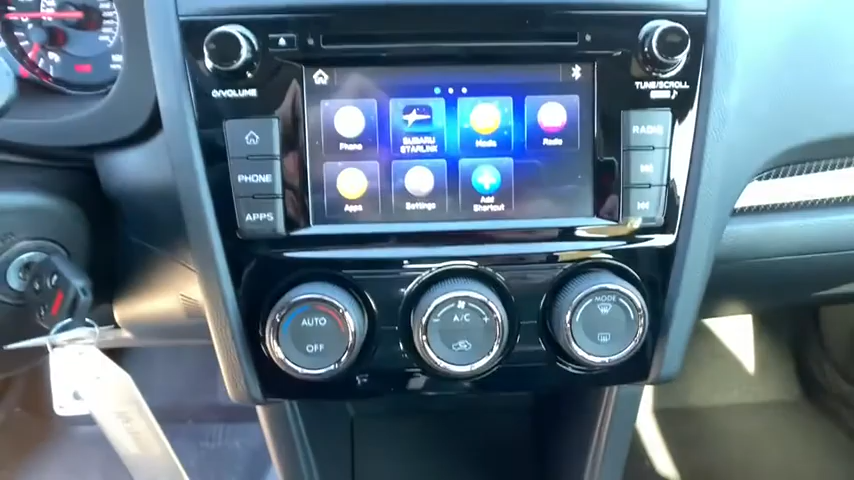 VOLUME
TUNE/SCROLL
PHONE
Apps
Phone
SUBARU
STARLINK
Media
Radio
Apps
Settings
Add
Shortcut
RADIO
AUTO
OFF
A/C
MODE